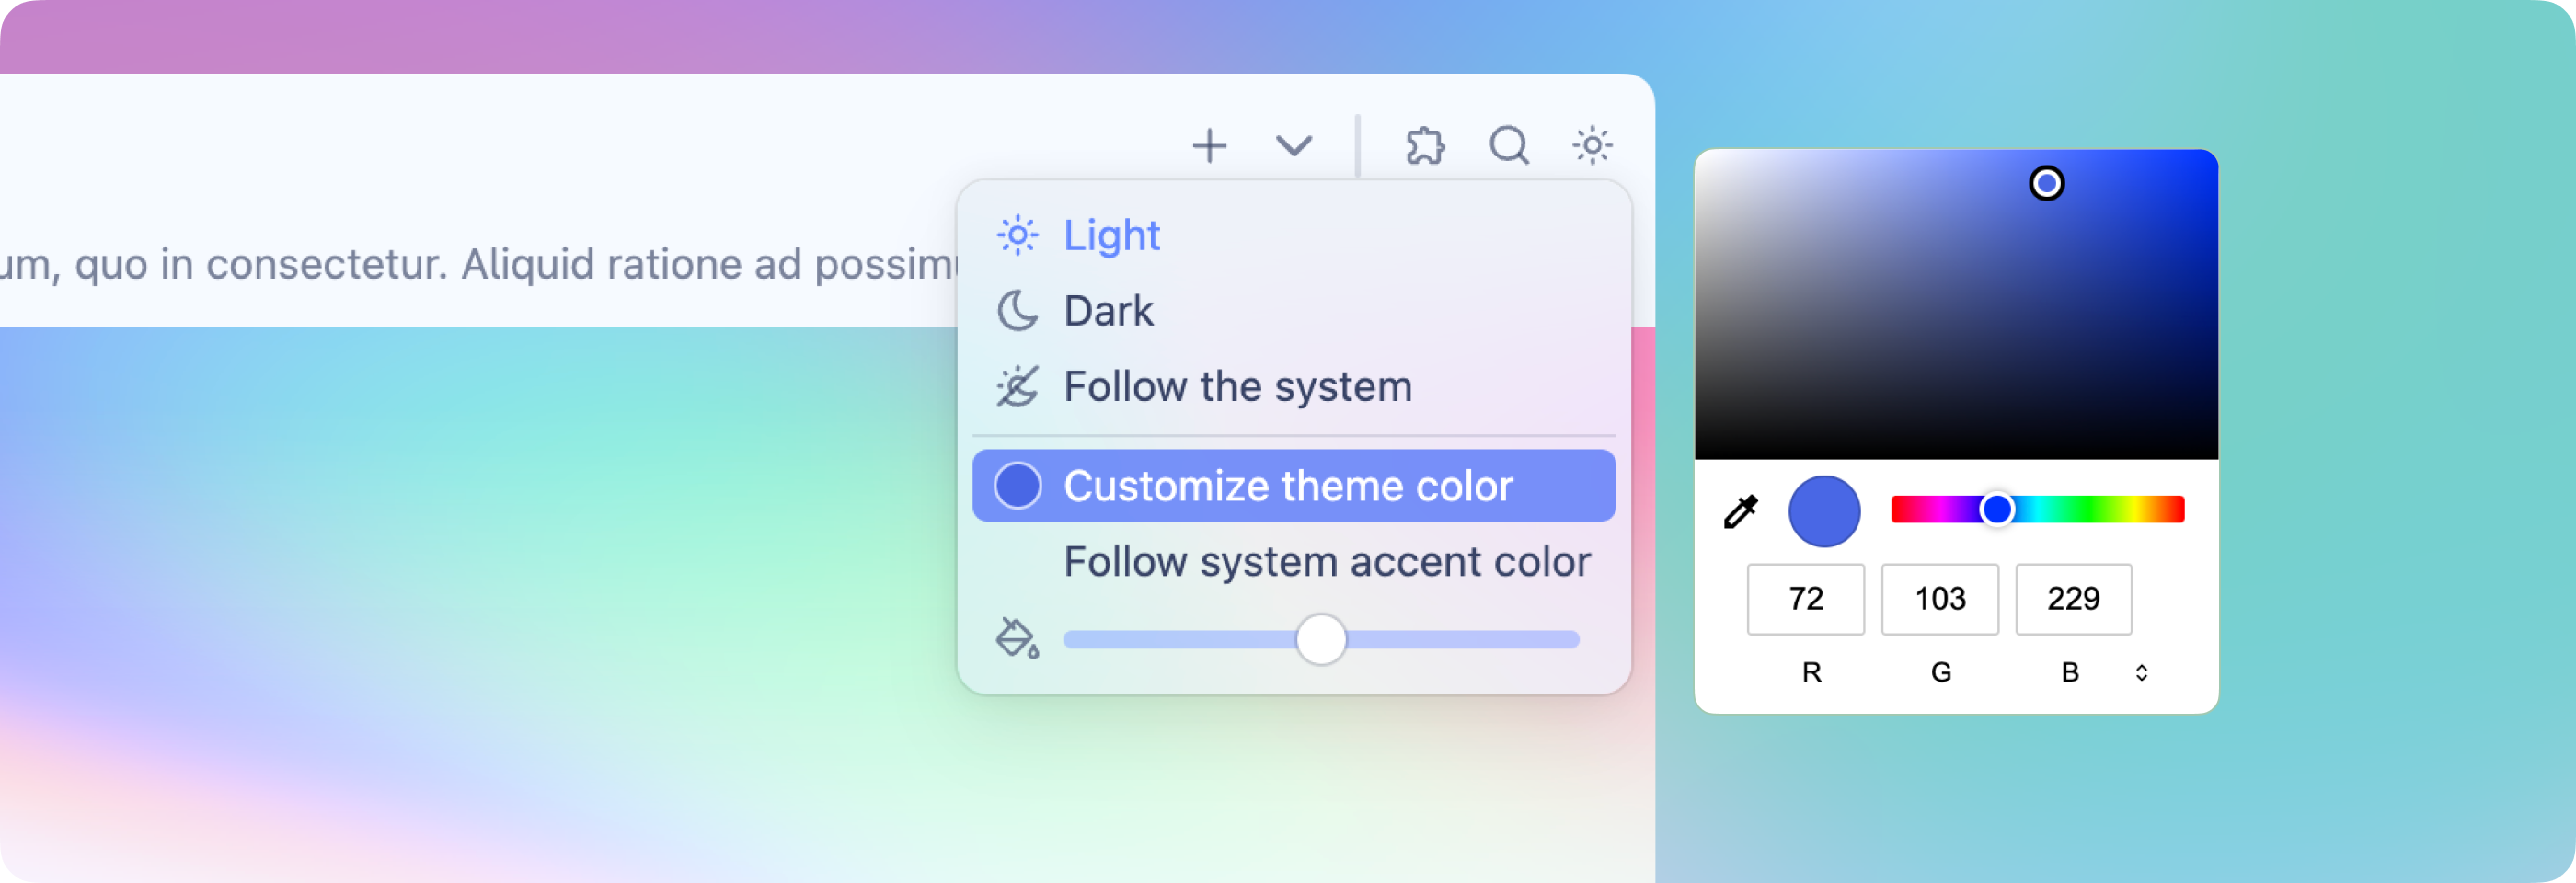 um, quo in consectetur. Aliquid ratione ad possim
Light
Dark
Follow the system
Customize theme color
Follow system accent color
72 103 229
R G B